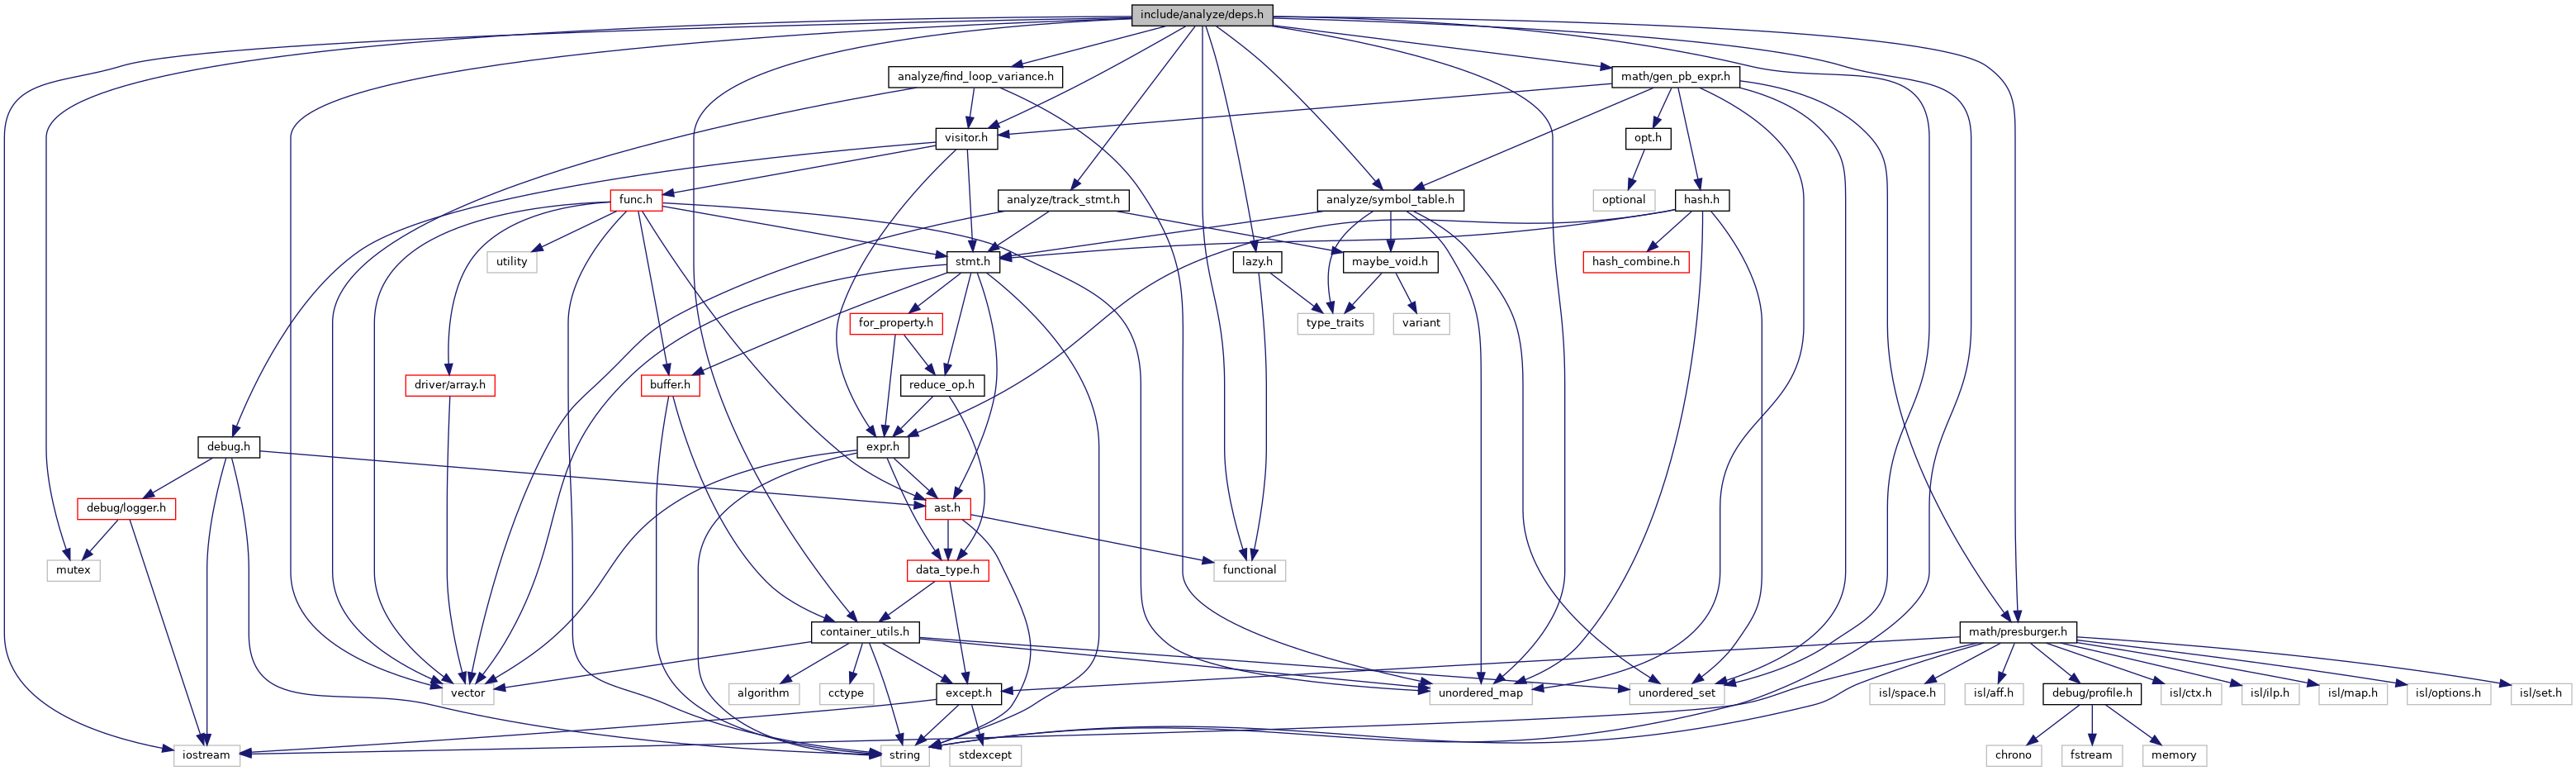 include/analyze/deps.h
analyze/find_loop_variance.h
math/gen_pb_expr.h
visitor.h
opt.h
func.h
analyze/track_stmt.h
analyze/symbol_table.h
optional
hash.h
utility
stmt.h
lazy.h
maybe_void.h
hash_combine.h
for_property.h
type_traits
variant
driver/array.h
buffer.h
reduce_op.h
debug.h
expr.h
debug/logger.h
ast.h
mutex
data_type.h
functional
container_utils.h
math/presburger.h
vector
algorithm
cctype
except.h
unordered_map
unordered_set
isl/space.h
isl/aff.h
debug/profile.h
isl/ctx.h
isl/ilp.h
isl/map.h
isl/options.h
isl/set.h
iostream
string
stdexcept
chrono
fstream
memory